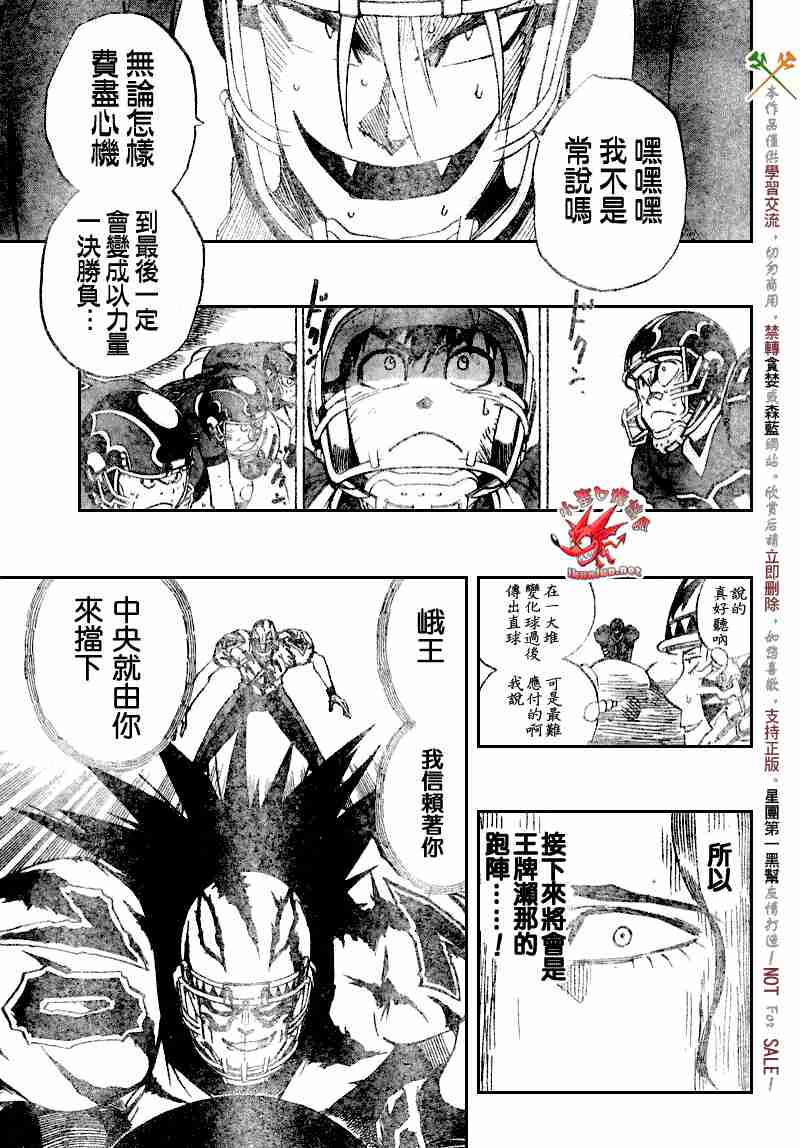 嘿嘿嘿
我不是
常說嗎
無論怎樣
費盡心機
到最後一定
會變成以力量
一決勝負…
說的
真好聽吶
在一大堆
變化球過後
傳出直球
可是最難
應付的啊
我說
所以
接下來將會是
王牌瀨那的
跑陣……！
峨王
我信賴著你
中央就由你
來擋下
本作品僅供學習交流，切勿商用，禁轉貪婪或森藍網站。欣賞后請立即刪除，如您喜歡，支持正版。星團第一黑幫友情打造！NOT For SALE！